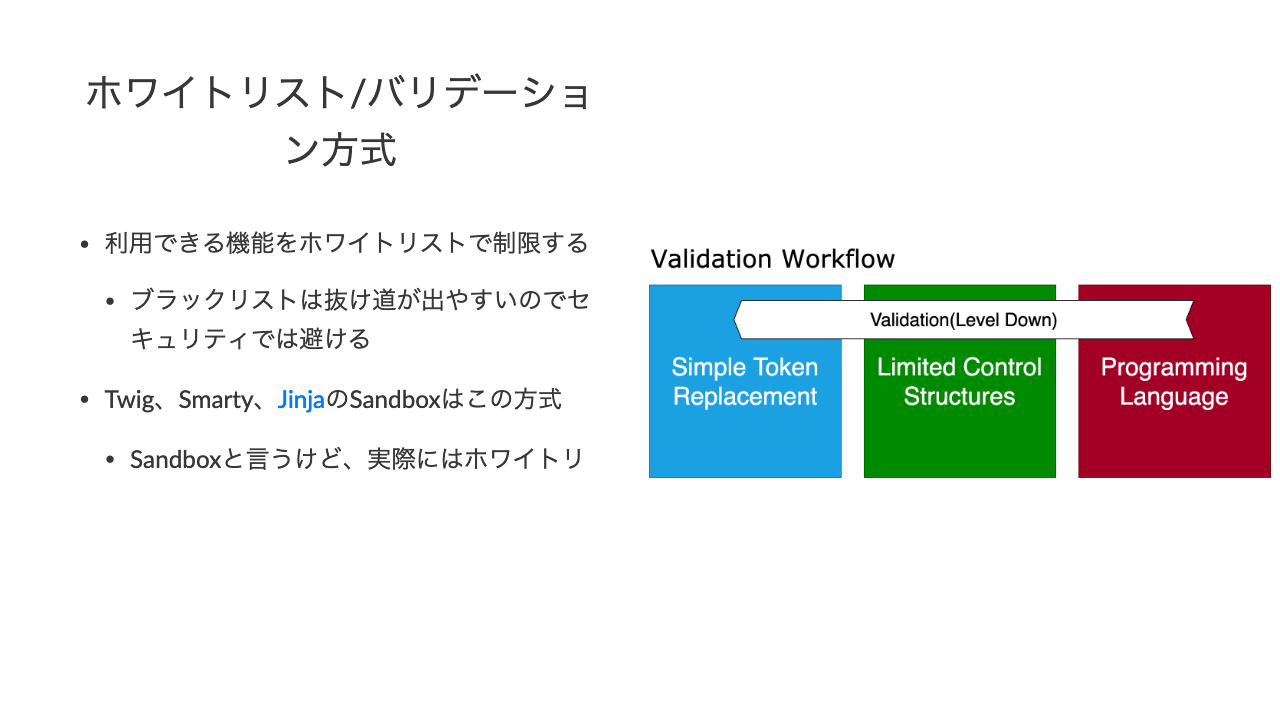 ホワイトリスト/バリデーショ
ン方式
• 利用できる機能をホワイトリストで制限する
• ブラックリストは抜け道が出やすいのでセ
キュリティでは避ける
• Twig、Smarty、JinjaのSandboxはこの方式
• Sandboxと言うけど、実際にはホワイトリ
Validation Workflow
Validation(Level Down)
Simple Token
Replacement
Limited Control
Structures
Programming
Language